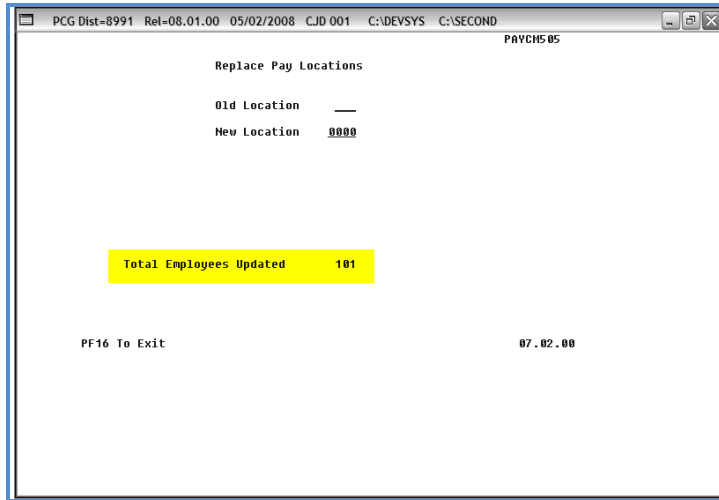 PCG Dist=8991 Rel=08.01.00 05/02/2008 CJD 001 C:\DEVSYS C:\SECOND
PAYCM505
Replace Pay Locations
Old Location ___
New Location 0000
Total Employees Updated 101
PF16 To Exit 07.02.00